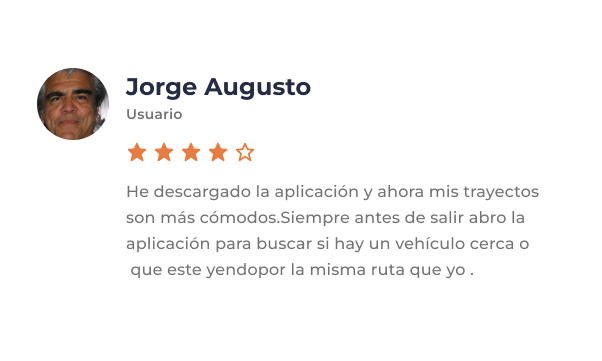 Jorge Augusto
Usuario
He descargado la aplicación y ahora mis trayectos
son más cómodos.Siempre antes de salir abro la
aplicación para buscar si hay un vehículo cerca o
que este yendopor la misma ruta que yo .